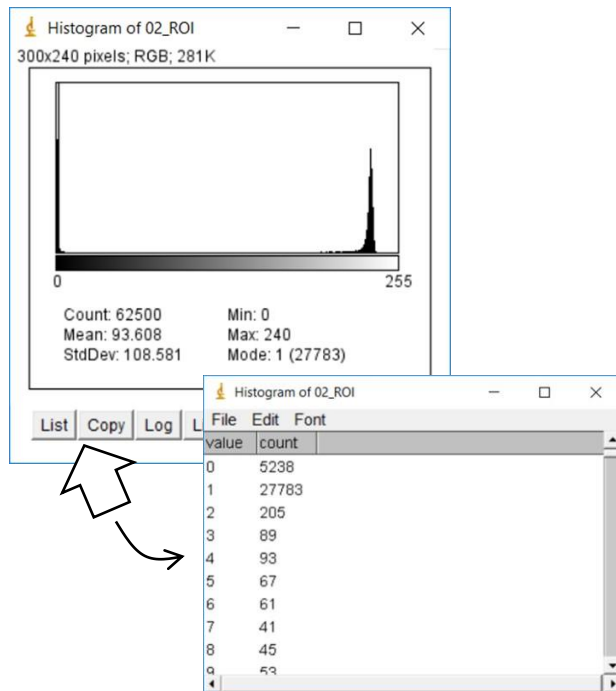 Histogram of 02_ROI
300x240 pixels; RGB; 281K
0 255
Count: 62500 Min: 0
Mean: 93.608 Max: 240
StdDev: 108.581 Mode: 1 (27783)
List Copy Log L
Histogram of 02_ROI
File Edit Font
value count
0 5238
1 27783
2 205
3 89
4 93
5 67
6 61
7 41
8 45
9 53